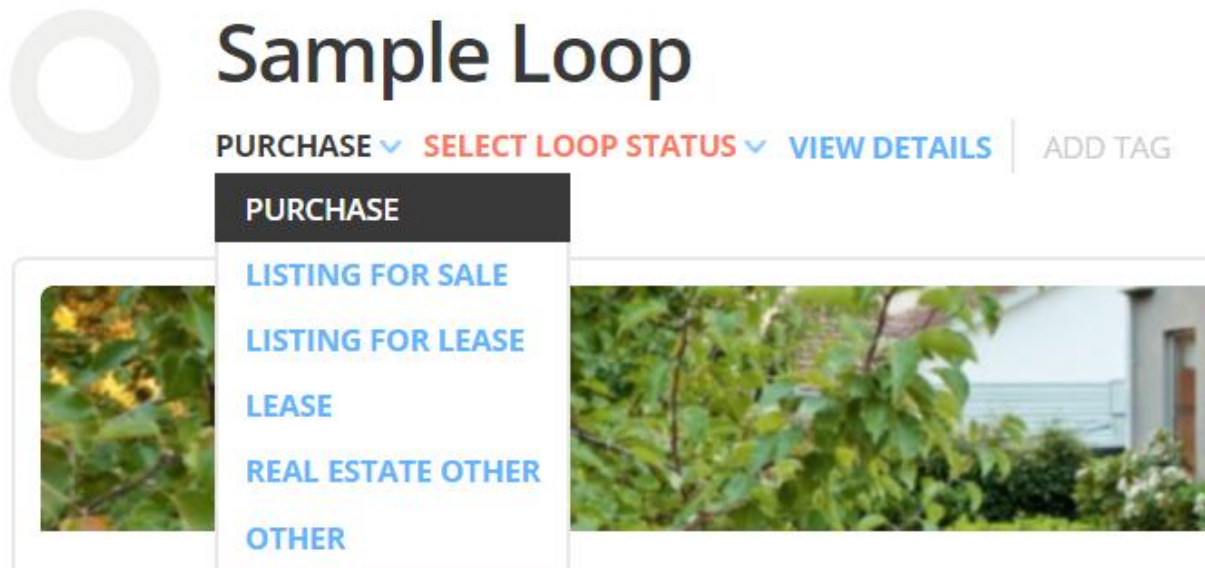 Sample Loop
PURCHASE SELECT LOOP STATUS VIEW DETAILS ADD TAG
PURCHASE
LISTING FOR SALE
LISTING FOR LEASE
LEASE
REAL ESTATE OTHER
OTHER